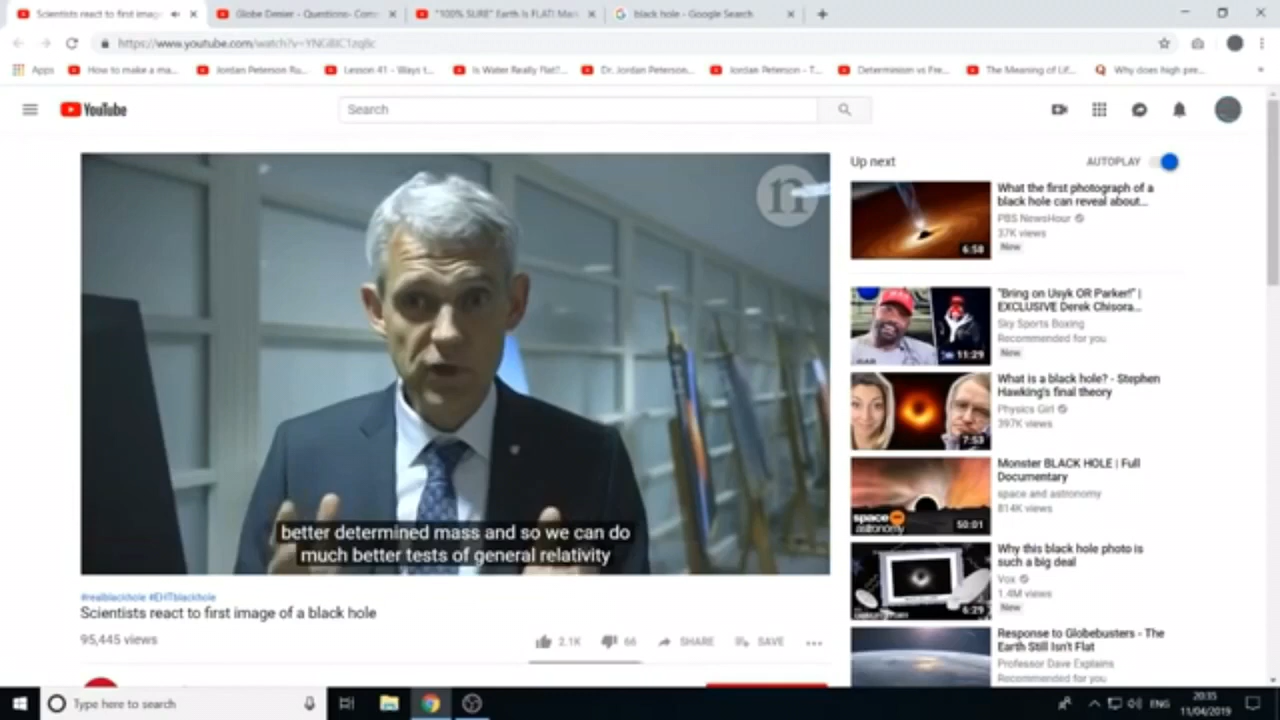 Scientists react to first image
Globe Denier - Questions- Com
"100% SURE" Earth Is FLAT! Mar
black hole - Google Search
https://www.youtube.com/watch?v=
Apps
How to make a ma...
Jordan Peterson Ru...
Lesson 41 - Ways t...
Is Water Really Flat?...
Dr. Jordan Peterson...
Jordan Peterson - T...
Determinism vs Fre...
The Meaning of Lif...
Why does high pre...
YouTube
Search
n
better determined mass and so we can do
much better tests of general relativity
#realblackhole #EHTblackhole
Scientists react to first image of a black hole
95,445 views
2.1K
66
SHARE
SAVE
Up next
AUTOPLAY
6:58
What the first photograph of a
black hole can reveal about...
PBS NewsHour
37K views
New
11:29
"Bring on Usyk OR Parker!" |
EXCLUSIVE Derek Chisora...
Sky Sports Boxing
Recommended for you
New
7:53
What is a black hole? - Stephen
Hawking's final theory
Physics Girl
397K views
space
astronomy
50:01
Monster BLACK HOLE | Full
Documentary
space and astronomy
814K views
6:29
Why this black hole photo is
such a big deal
Vox
1.4M views
New
Response to Globebusters - The
Earth Still Isn't Flat
Professor Dave Explains
Recommended for you
Type here to search
ENG
20:35
11/04/2019